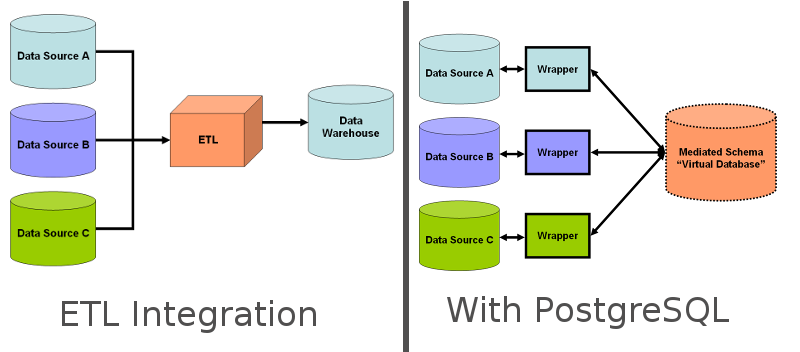 Data Source A
Data Source B
Data Source C
ETL
Data
Warehouse
ETL Integration
Data Source A
Wrapper
Data Source B
Wrapper
Data Source C
Wrapper
Mediated Schema
“Virtual Database”
With PostgreSQL